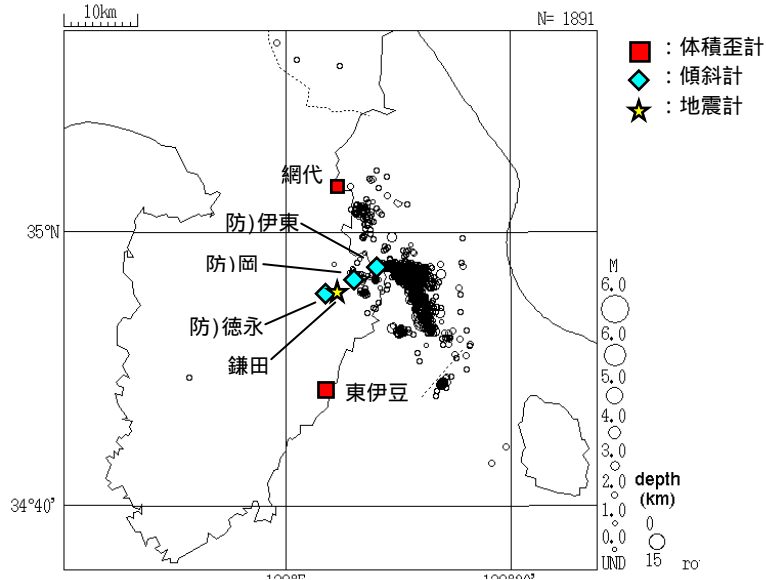 10km
N= 1891
：体積歪計
：傾斜計
：地震計
網代
防)伊東
35°N
防)岡
防)徳永
鎌田
東伊豆
M
6.0
6.0
5.0
4.0
3.0
2.0
1.0
0.0
UND
depth
(km)
0
15
34°40'